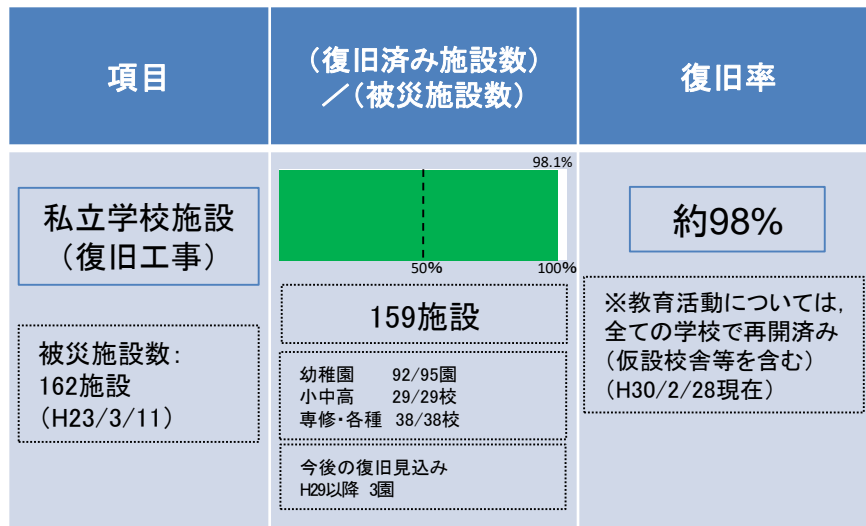 項目
(復旧済み施設数)
／(被災施設数)
復旧率
私立学校施設
（復旧工事）
被災施設数：
162施設
（H23/3/11）
98.1%
50%
100%
159施設
幼稚園 92/95園
小中高 29/29校
専修・各種 38/38校
今後の復旧見込み
H29以降 3園
約98%
※教育活動については，
全ての学校で再開済み
（仮設校舎等を含む）
（H30/2/28現在）